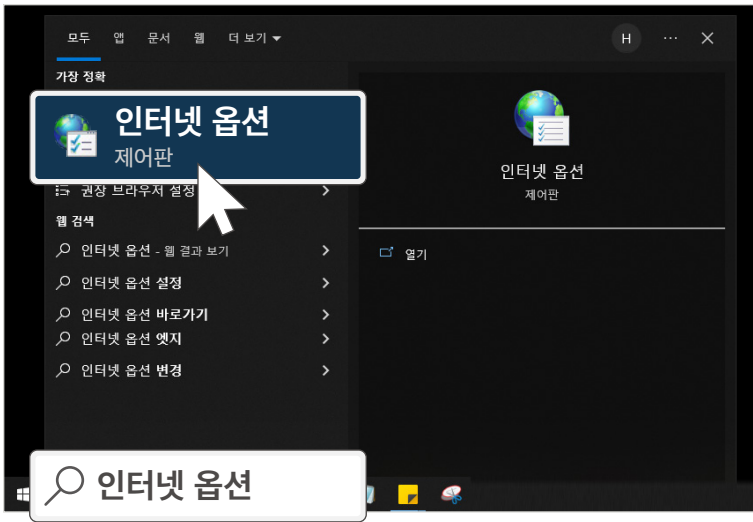 모두 앱 문서 웹 더 보기 H ...
가장 정확
인터넷 옵션
제어판
권장 브라우저 설정
웹 검색
인터넷 옵션 - 웹 결과 보기
인터넷 옵션 설정
인터넷 옵션 바로가기
인터넷 옵션 엣지
인터넷 옵션 변경
인터넷 옵션
제어판
열기
인터넷 옵션